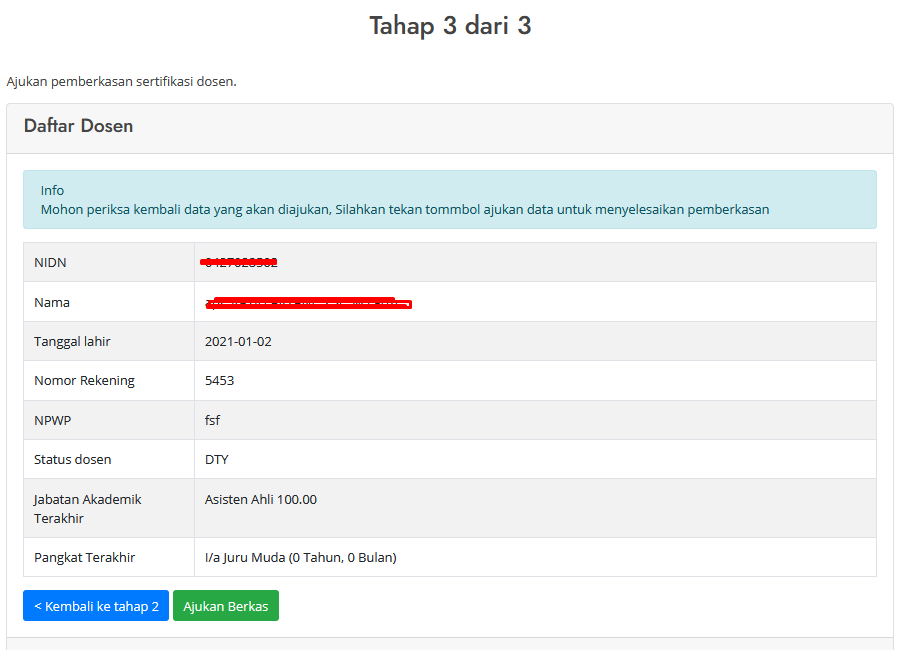 Tahap 3 dari 3
Ajukan pemberkasan sertifikasi dosen.
Daftar Dosen
Info
Mohon periksa kembali data yang akan diajukan, Silahkan tekan tommbol ajukan data untuk menyelesaikan pemberkasan
NIDN
Nama
Tanggal lahir 2021-01-02
Nomor Rekening 5453
NPWP fsf
Status dosen DTY
Jabatan Akademik Terakhir Asisten Ahli 100.00
Pangkat Terakhir I/a Juru Muda (0 Tahun, 0 Bulan)
< Kembali ke tahap 2 Ajukan Berkas